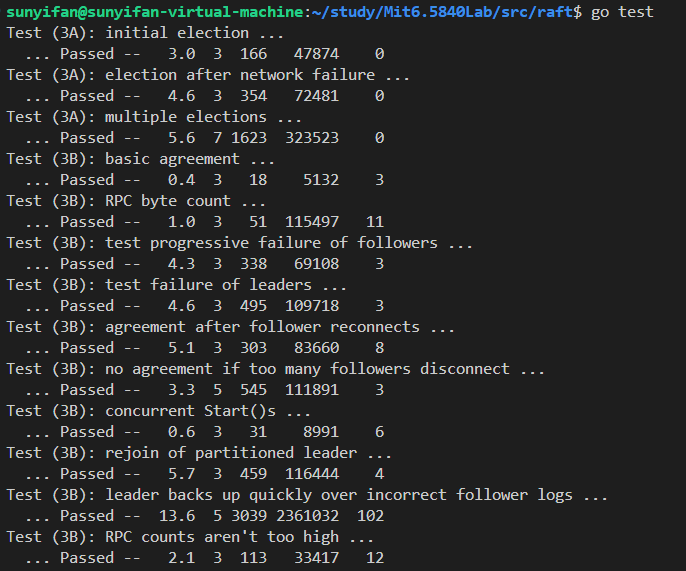 sunyifan@sunyifan-virtual-machine:~/study/Mit6.5840Lab/src/raft$ go test
Test (3A): initial election ...
  ... Passed --   3.0  3  166   47874    0
Test (3A): election after network failure ...
  ... Passed --   4.6  3  354   72481    0
Test (3A): multiple elections ...
  ... Passed --   5.6  7 1623  323523    0
Test (3B): basic agreement ...
  ... Passed --   0.4  3   18    5132    3
Test (3B): RPC byte count ...
  ... Passed --   1.0  3   51  115497   11
Test (3B): test progressive failure of followers ...
  ... Passed --   4.3  3  338   69108    3
Test (3B): test failure of leaders ...
  ... Passed --   4.6  3  495  109718    3
Test (3B): agreement after follower reconnects ...
  ... Passed --   5.1  3  303   83660    8
Test (3B): no agreement if too many followers disconnect ...
  ... Passed --   3.3  5  545  111891    3
Test (3B): concurrent Start()s ...
  ... Passed --   0.6  3   31    8991    6
Test (3B): rejoin of partitioned leader ...
  ... Passed --   5.7  3  459  116444    4
Test (3B): leader backs up quickly over incorrect follower logs ...
  ... Passed --  13.6  5 3039 2361032  102
Test (3B): RPC counts aren't too high ...
  ... Passed --   2.1  3  113   33417   12